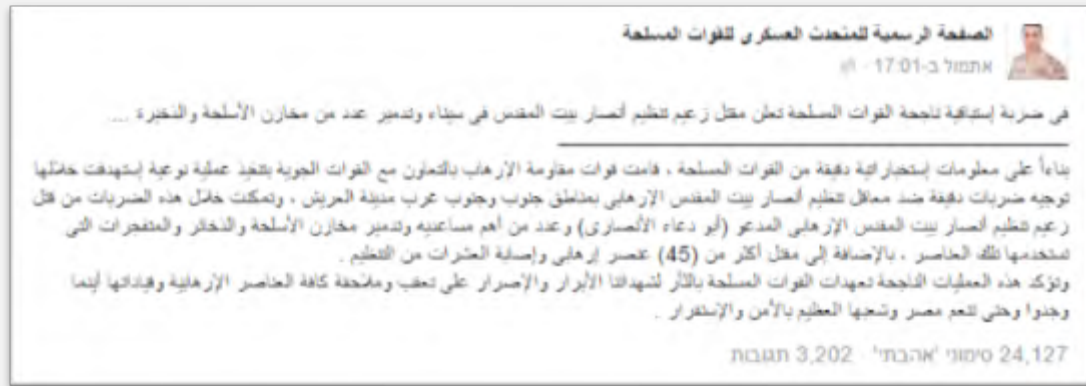 الصفحة الرسمية للمتحدث العسكري للقوات المسلحة
אתמול ב-17:01 ·
فى ضربة إستباقية ناجحة القوات المسلحة تعلن مقتل زعيم تنظيم أنصار بيت المقدس فى سيناء وتدمير عدد من مخازن الأسلحة والذخيرة ...
بناءاً على معلومات إستخباراتية دقيقة من القوات المسلحة ، قامت قوات مقاومة الإرهاب بالتعاون مع القوات الجوية بتنفيذ عملية نوعية إستهدفت خلالها
توجيه ضربات دقيقة ضد معاقل تنظيم أنصار بيت المقدس الإرهابى بمناطق جنوب وجنوب غرب مدينة العريش ، وتمكنت خلال هذه الضربات من قتل
زعيم تنظيم أنصار بيت المقدس الإرهابى المدعو (أبو دعاء الأنصارى) وعدد من أهم مساعديه وتدمير مخازن الأسلحة والذخائر والمتفجرات التى
تستخدمها تلك العناصر ، بالإضافة إلى مقتل أكثر من (45) عنصر إرهابى وإصابة العشرات من التنظيم .
وتؤكد هذه العمليات الناجحة تعهدات القوات المسلحة بالثأر لشهدائنا الأبرار والإصرار على تعقب وملاحقة كافة العناصر الإرهابية وقياداتها أينما
وجدوا وحتى تنعم مصر وشعبها العظيم بالأمن والإستقرار .
24,127 סימוני 'אהבתי' · 3,202 תגובות